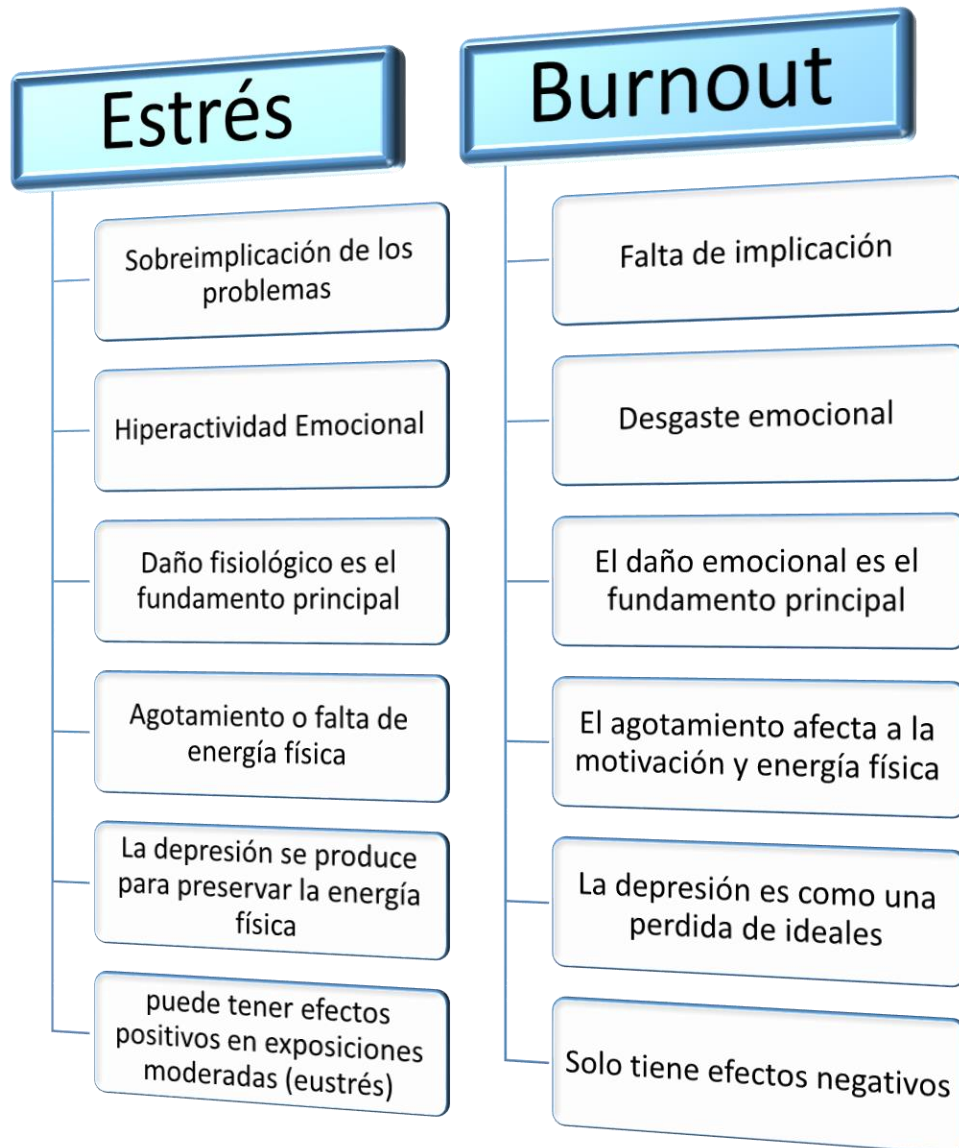 Estrés
Sobreimplicación de los
problemas
Hiperactividad Emocional
Daño fisiológico es el
fundamento principal
Agotamiento o falta de
energía física
La depresión se produce
para preservar la energía
física
puede tener efectos
positivos en exposiciones
moderadas (eustrés)
Burnout
Falta de implicación
Desgaste emocional
El daño emocional es el
fundamento principal
El agotamiento afecta a la
motivación y energía física
La depresión es como una
perdida de ideales
Solo tiene efectos negativos